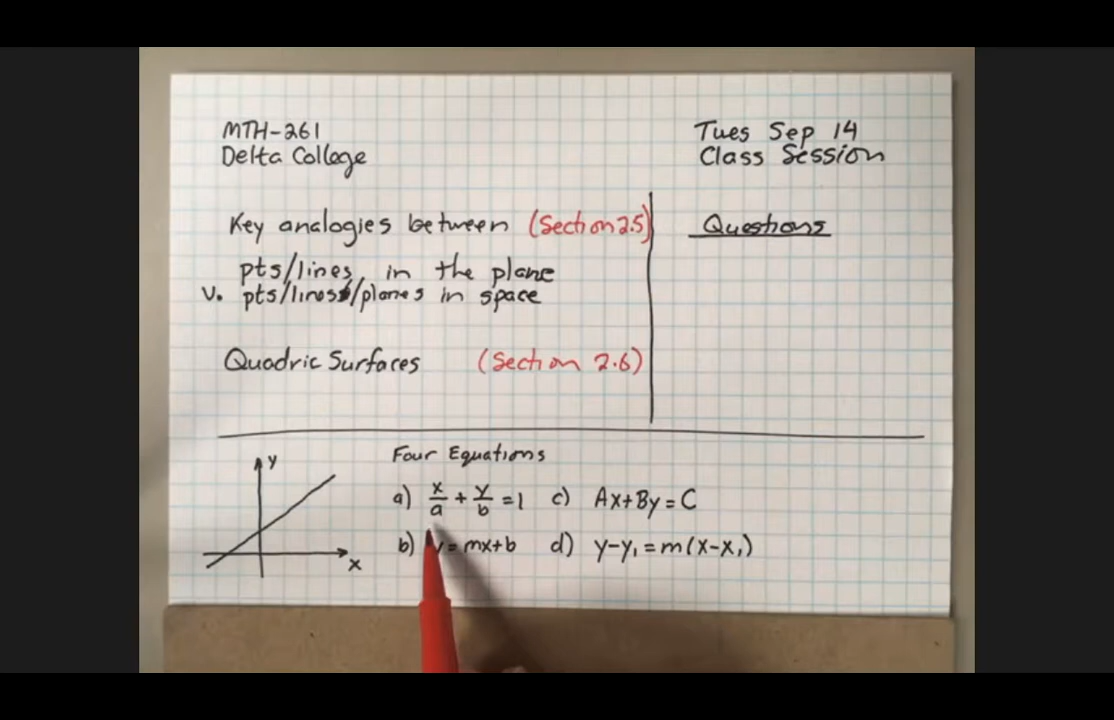 MTH-261
Delta College
Tues Sep 14
Class Session
Key analogies between (Section 2.5)
pts/lines in the plane
v. pts/lines/planes in space
Quadric Surfaces (Section 2.6)
Questions
y
x
Four Equations
a) x/a + y/b = 1 c) Ax+By=C
b) y = mx+b d) y-y₁ = m(x-x₁)